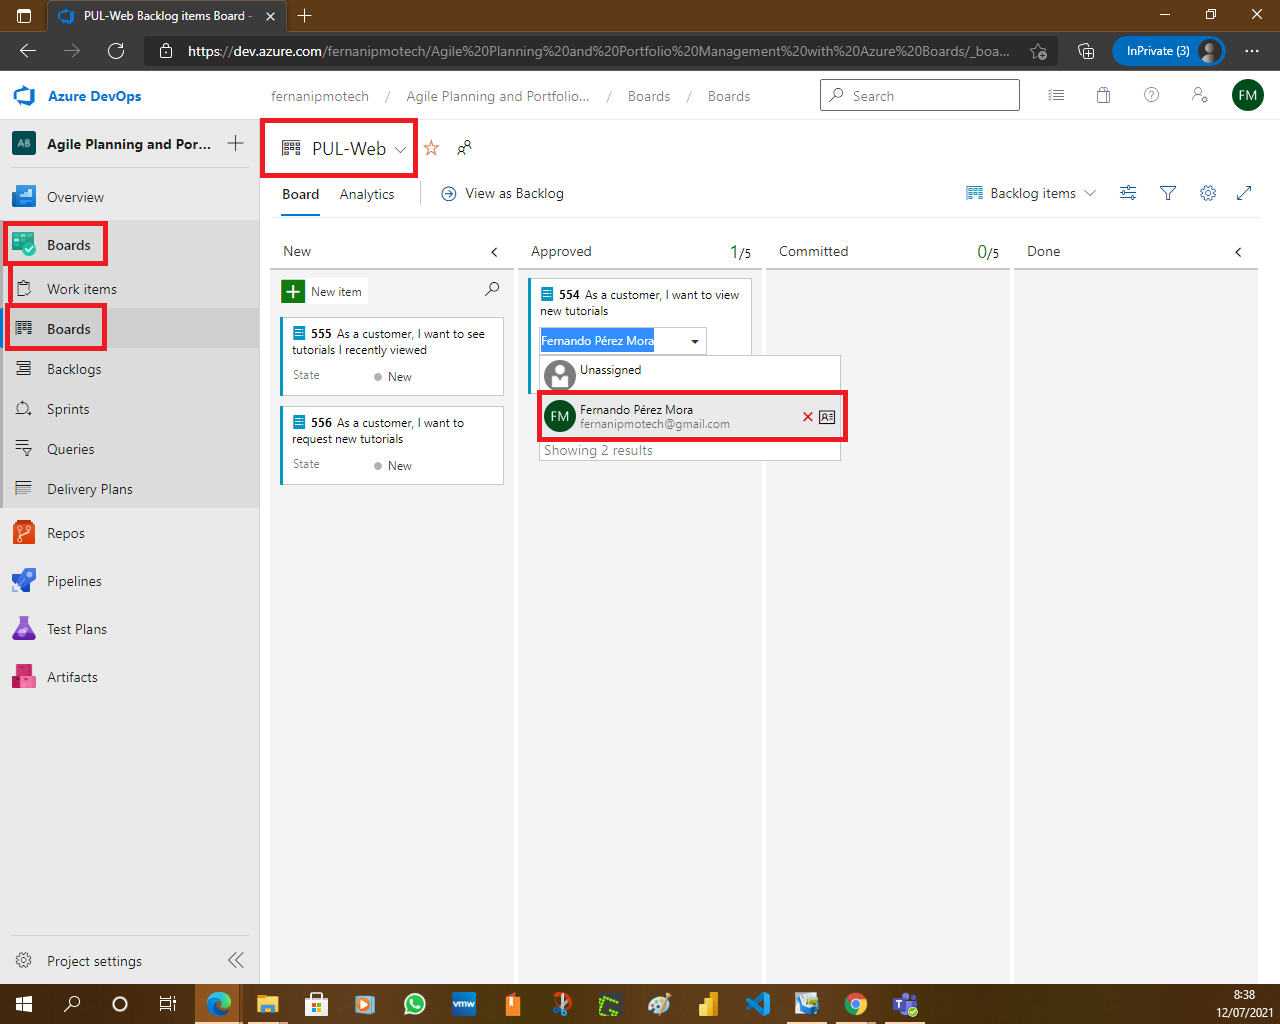 PUL-Web Backlog items Board -
https://dev.azure.com/fernanipmotech/Agile%20Planning%20and%20Portfolio%20Management%20with%20Azure%20Boards/_boa...
InPrivate (3)
Azure DevOps
fernanipmotech / Agile Planning and Portfolio... / Boards / Boards
Search
FM
AB
Agile Planning and Por...
Overview
Boards
Work items
Boards
Backlogs
Sprints
Queries
Delivery Plans
Repos
Pipelines
Test Plans
Artifacts
Project settings
PUL-Web
Board
Analytics
View as Backlog
Backlog items
New
New item
555 As a customer, I want to see
tutorials I recently viewed
State
New
556 As a customer, I want to
request new tutorials
State
New
Approved
1/5
554 As a customer, I want to view
new tutorials
Fernando Pérez Mora
Unassigned
FM
Fernando Pérez Mora
fernanipmotech@gmail.com
Showing 2 results
Committed
0/5
Done
vmw
8:38
12/07/2021